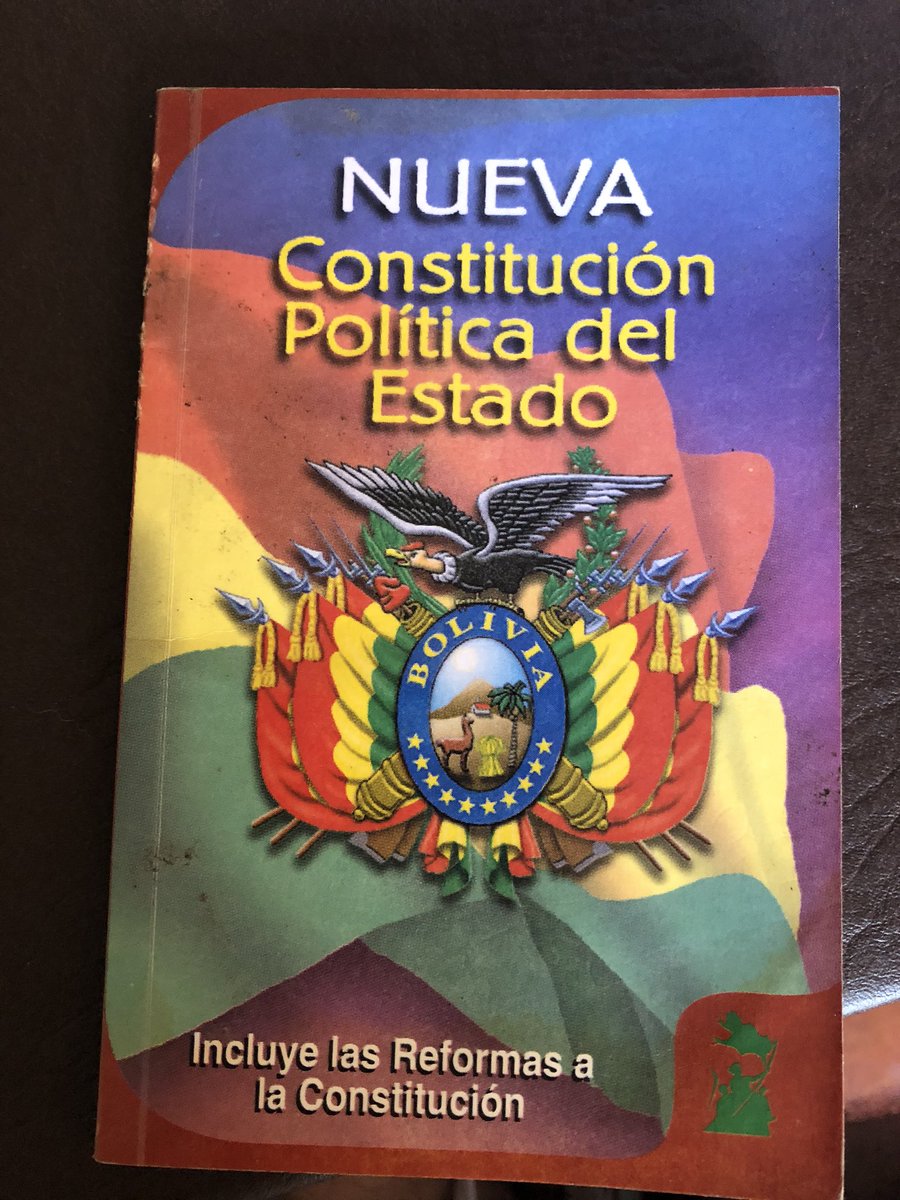 NUEVA
Constitución
Política del
Estado
BOLIVIA
Incluye las Reformas a
la Constitución